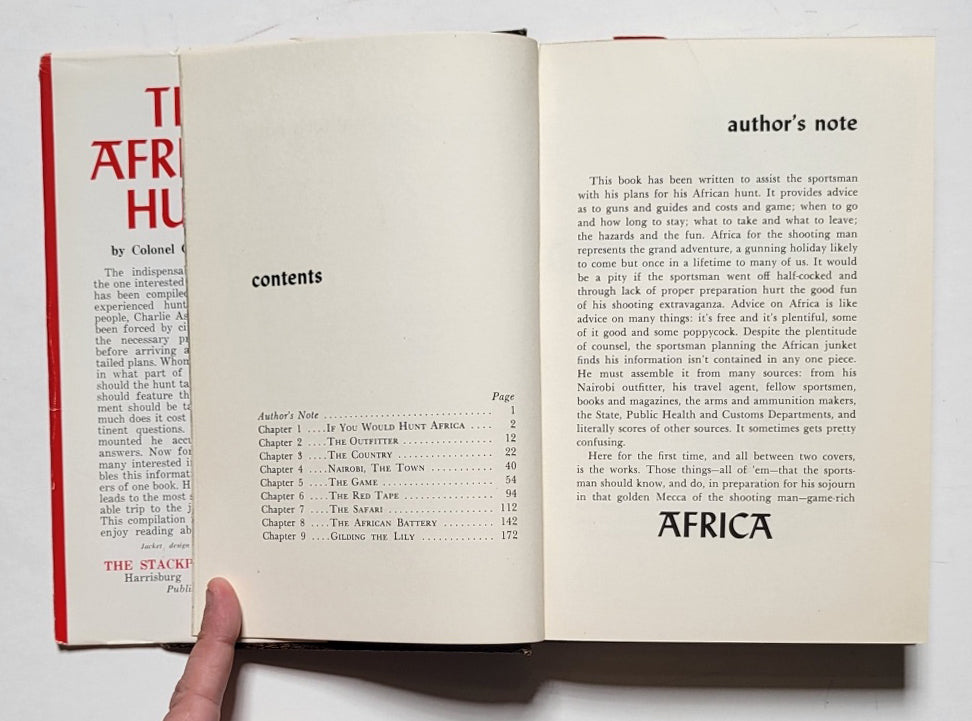 AFRI
HU
by Colonel
The indispensa
the one interested
has been compiled
experienced hunt
people, Charlie As
been forced by ci
the necessary
before arriving a
tailed plans. Whom
in what part of
should the hunt ta
should feature th
ment should be ta
much does it cost
tinent questions.
mounted he accu
answers. Now for
many interested i
bles this informat
ers of one book. H
leads to the most
able trip to the j
This compilation
enjoy reading ab
Jacket design
THE STACKP
Harrisburg
Publi
contents
Page
Author's Note .............................. 1
Chapter 1 ....If You Would Hunt Africa .... 2
Chapter 2 ....The Outfitter ................ 12
Chapter 3 ....The Country ................. 22
Chapter 4 ....Nairobi, The Town ........... 40
Chapter 5 ....The Game .................... 54
Chapter 6 ....The Red Tape ................ 94
Chapter 7 ....The Safari .................. 112
Chapter 8 ....The African Battery ......... 142
Chapter 9 ....Gilding the Lily ............. 172
author's note
This book has been written to assist the sportsman
with his plans for his African hunt. It provides advice
as to guns and guides and costs and game; when to go
and how long to stay; what to take and what to leave;
the hazards and the fun. Africa for the shooting man
represents the grand adventure, a gunning holiday likely
to come but once in a lifetime to many of us. It would
be a pity if the sportsman went off half-cocked and
through lack of proper preparation hurt the good fun
of his shooting extravaganza. Advice on Africa is like
advice on many things: it's free and it's plentiful, some
of it good and some poppycock. Despite the plentitude
of counsel, the sportsman planning the African junket
finds his information isn't contained in any one piece.
He must assemble it from many sources: from his
Nairobi outfitter, his travel agent, fellow sportsmen,
books and magazines, the arms and ammunition makers,
the State, Public Health and Customs Departments, and
literally scores of other sources. It sometimes gets pretty
confusing.
Here for the first time, and all between two covers,
is the works. Those things—all of 'em—that the sports-
man should know, and do, in preparation for his sojourn
in that golden Mecca of the shooting man—game-rich
AFRICA